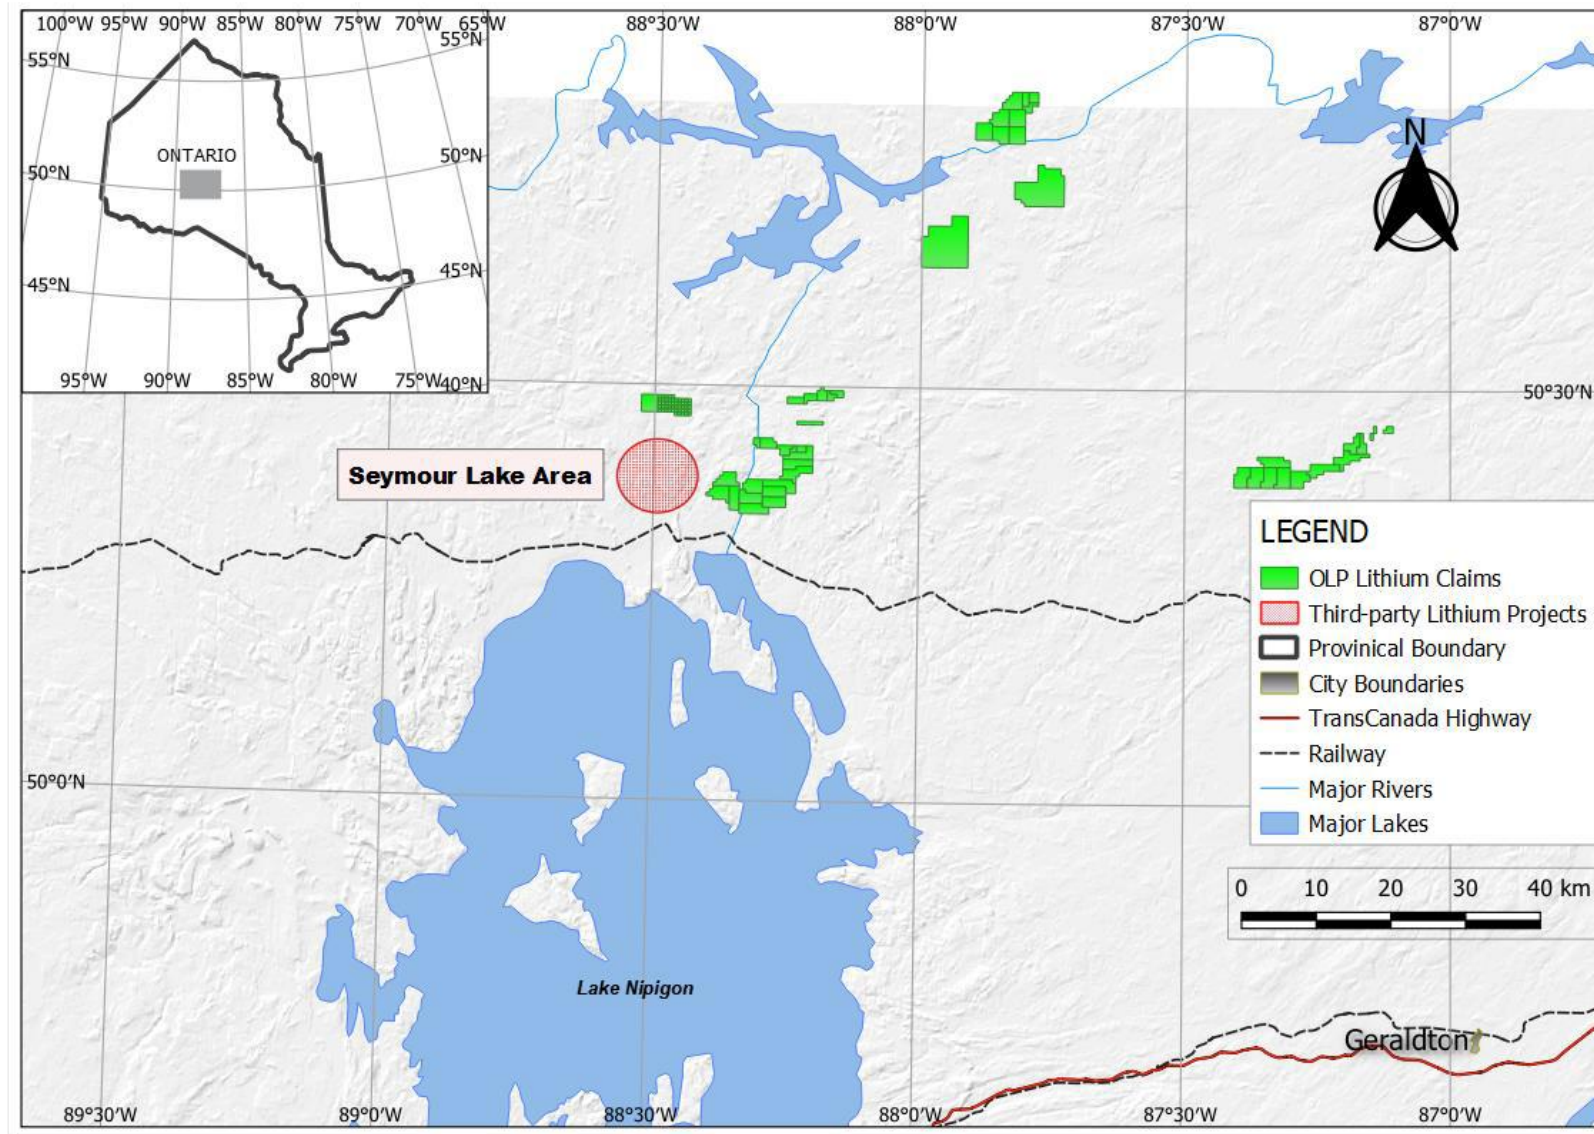 100°W 95°W 90°W 85°W 80°W 75°W 70°W 65°W
88°30'W 88°0'W 87°30'W 87°0'W
55°N
55°N
ONTARIO
50°N
50°N
45°N
45°N
40°N
95°W 90°W 85°W 80°W 75°W
N
50°30'N
Seymour Lake Area
LEGEND
OLP Lithium Claims
Third-party Lithium Projects
Provinical Boundary
City Boundaries
TransCanada Highway
Railway
Major Rivers
Major Lakes
50°0'N
0 10 20 30 40 km
Lake Nipigon
Geraldton
89°30'W 89°0'W 88°30'W 88°0'W 87°30'W 87°0'W